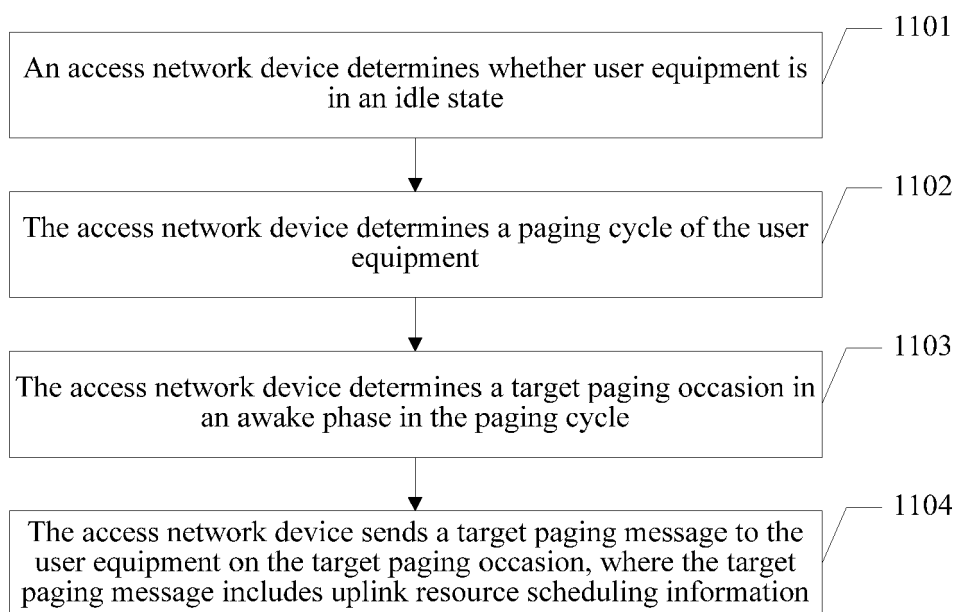 1101
An access network device determines whether user equipment is
in an idle state
1102
The access network device determines a paging cycle of the user
equipment
1103
The access network device determines a target paging occasion in
an awake phase in the paging cycle
1104
The access network device sends a target paging message to the
user equipment on the target paging occasion, where the target
paging message includes uplink resource scheduling information